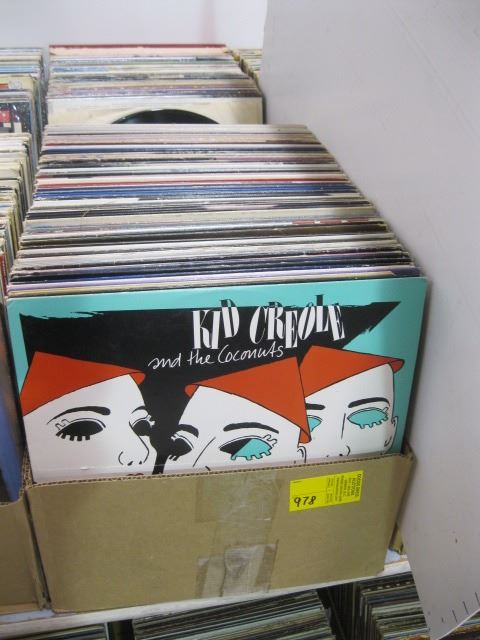 KID CREOLE
and the Coconuts
978